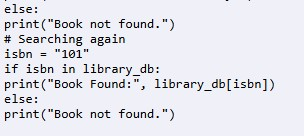 else:
print("Book not found.")
# Searching again
isbn = "101"
if isbn in library_db:
print("Book Found:", library_db[isbn])
else:
print("Book not found.")